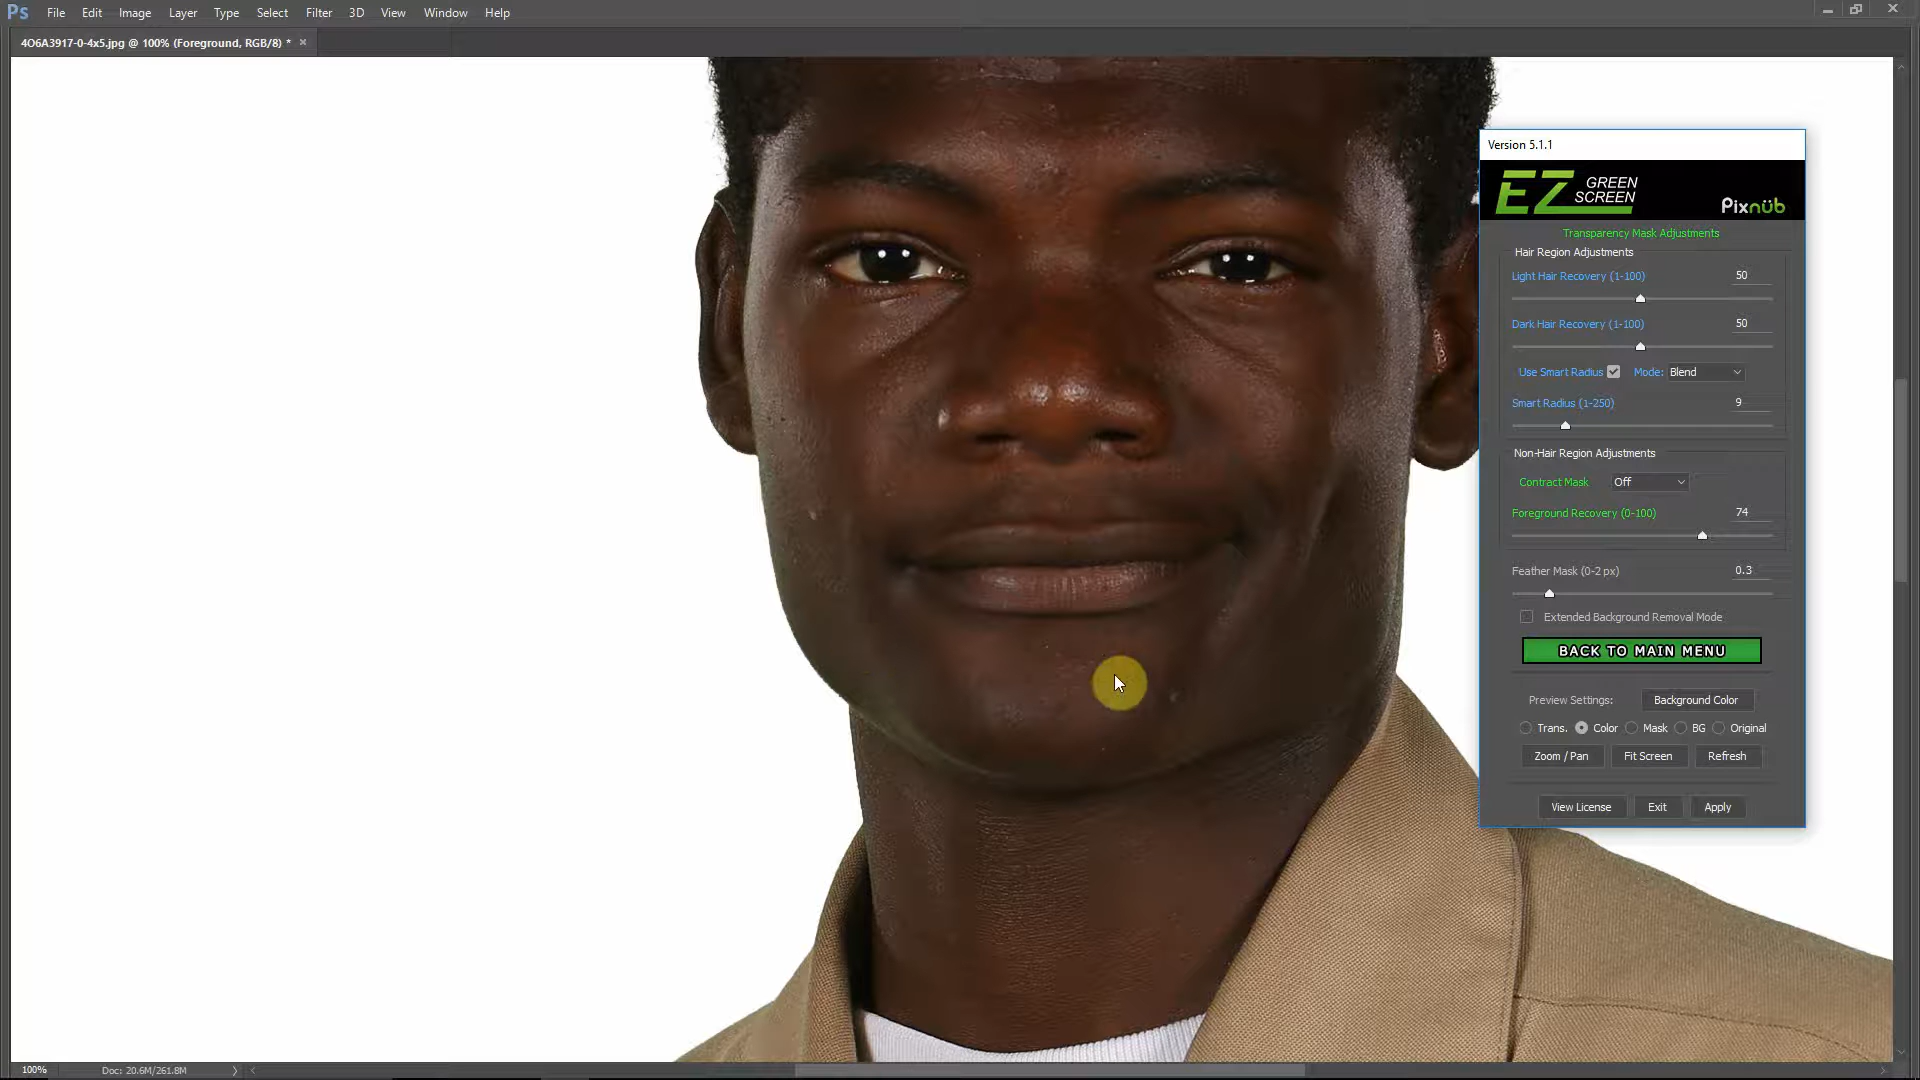 Ps File Edit Image Layer Type Select Filter 3D View Window Help
4O6A3917-0-4x5.jpg @ 100% (Foreground, RGB/8) *
Version 5.1.1
EZ GREEN SCREEN Pixnüb
Transparency Mask Adjustments
Hair Region Adjustments
Light Hair Recovery (1-100) 50
Dark Hair Recovery (1-100) 50
Use Smart Radius Mode: Blend
Smart Radius (1-250) 9
Non-Hair Region Adjustments
Contract Mask Off
Foreground Recovery (0-100) 74
Feather Mask (0-2 px) 0.3
Extended Background Removal Mode
BACK TO MAIN MENU
Preview Settings: Background Color
Trans. Color Mask BG Original
Zoom / Pan Fit Screen Refresh
View License Exit Apply
100% Doc: 20.6M/261.8M